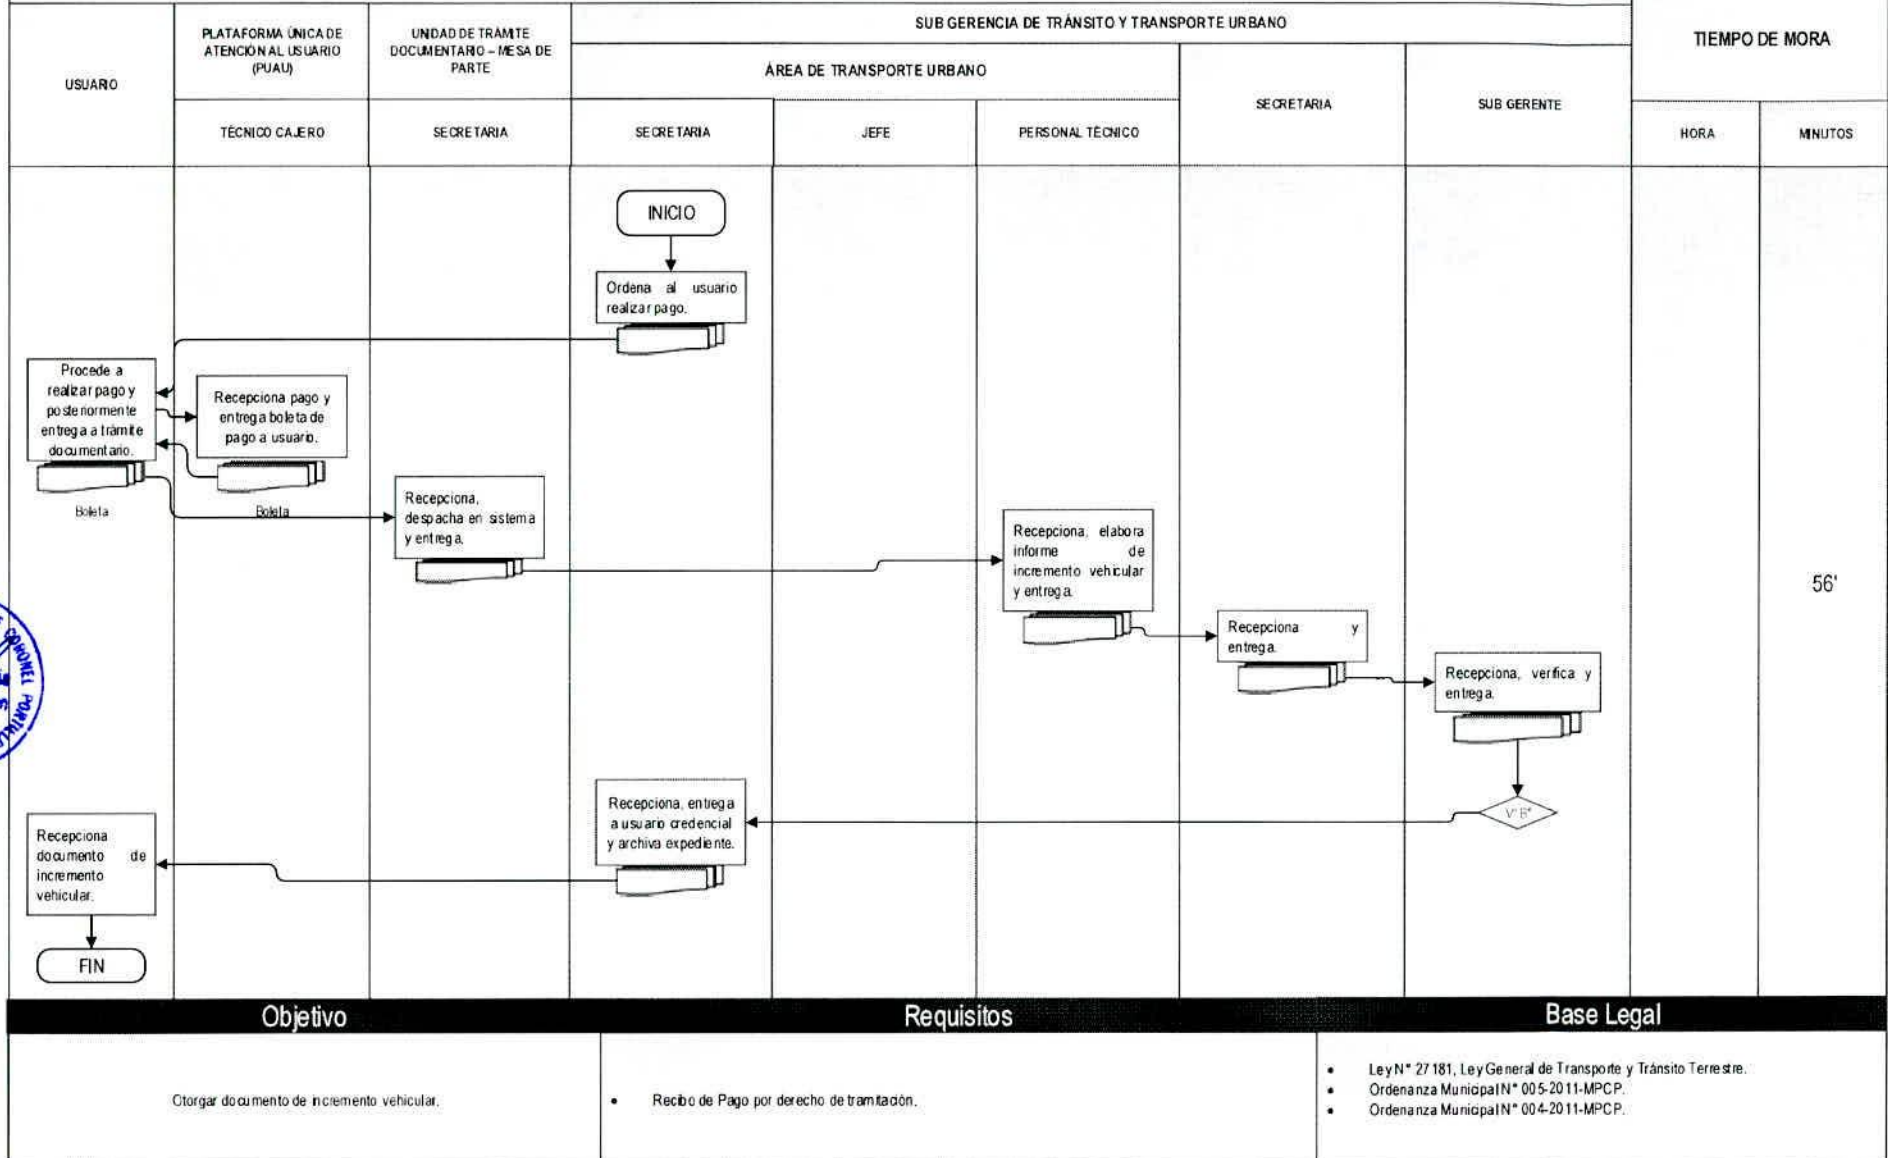 SUB GERENCIA DE TRÁNSITO Y TRANSPORTE URBANO
TIEMPO DE MORA
USUARIO
PLATAFORMA ÚNICA DE
ATENCIÓN AL USUARIO
(PUAU)
UNIDAD DE TRÁMITE
DOCUMENTARIO – MESA DE
PARTE
ÁREA DE TRANSPORTE URBANO
SECRETARIA
SUB GERENTE
TÉCNICO CAJERO
SECRETARIA
SECRETARIA
JEFE
PERSONAL TÉCNICO
HORA
MINUTOS
INICIO
Ordena al usuario
realizar pago.
Procede a
realizar pago y
posteriormente
entrega a trámite
documentario.
Boleta
Recepciona pago y
entrega boleta de
pago a usuario.
Boleta
Recepciona,
despacha en sistema
y entrega.
Recepciona, elabora
informe de
incremento vehicular
y entrega.
56'
Recepciona y
entrega.
Recepciona, verifica y
entrega.
V°B°
Recepciona, entrega
a usuario credencial
y archiva expediente.
Recepciona
documento de
incremento
vehicular.
FIN
CORONEL
Objetivo
Requisitos
Base Legal
Otorgar documento de incremento vehicular.
• Recibo de Pago por derecho de tramitación.
• Ley N° 27181, Ley General de Transporte y Tránsito Terrestre.
• Ordenanza Municipal N° 005-2011-MPCP.
• Ordenanza Municipal N° 004-2011-MPCP.